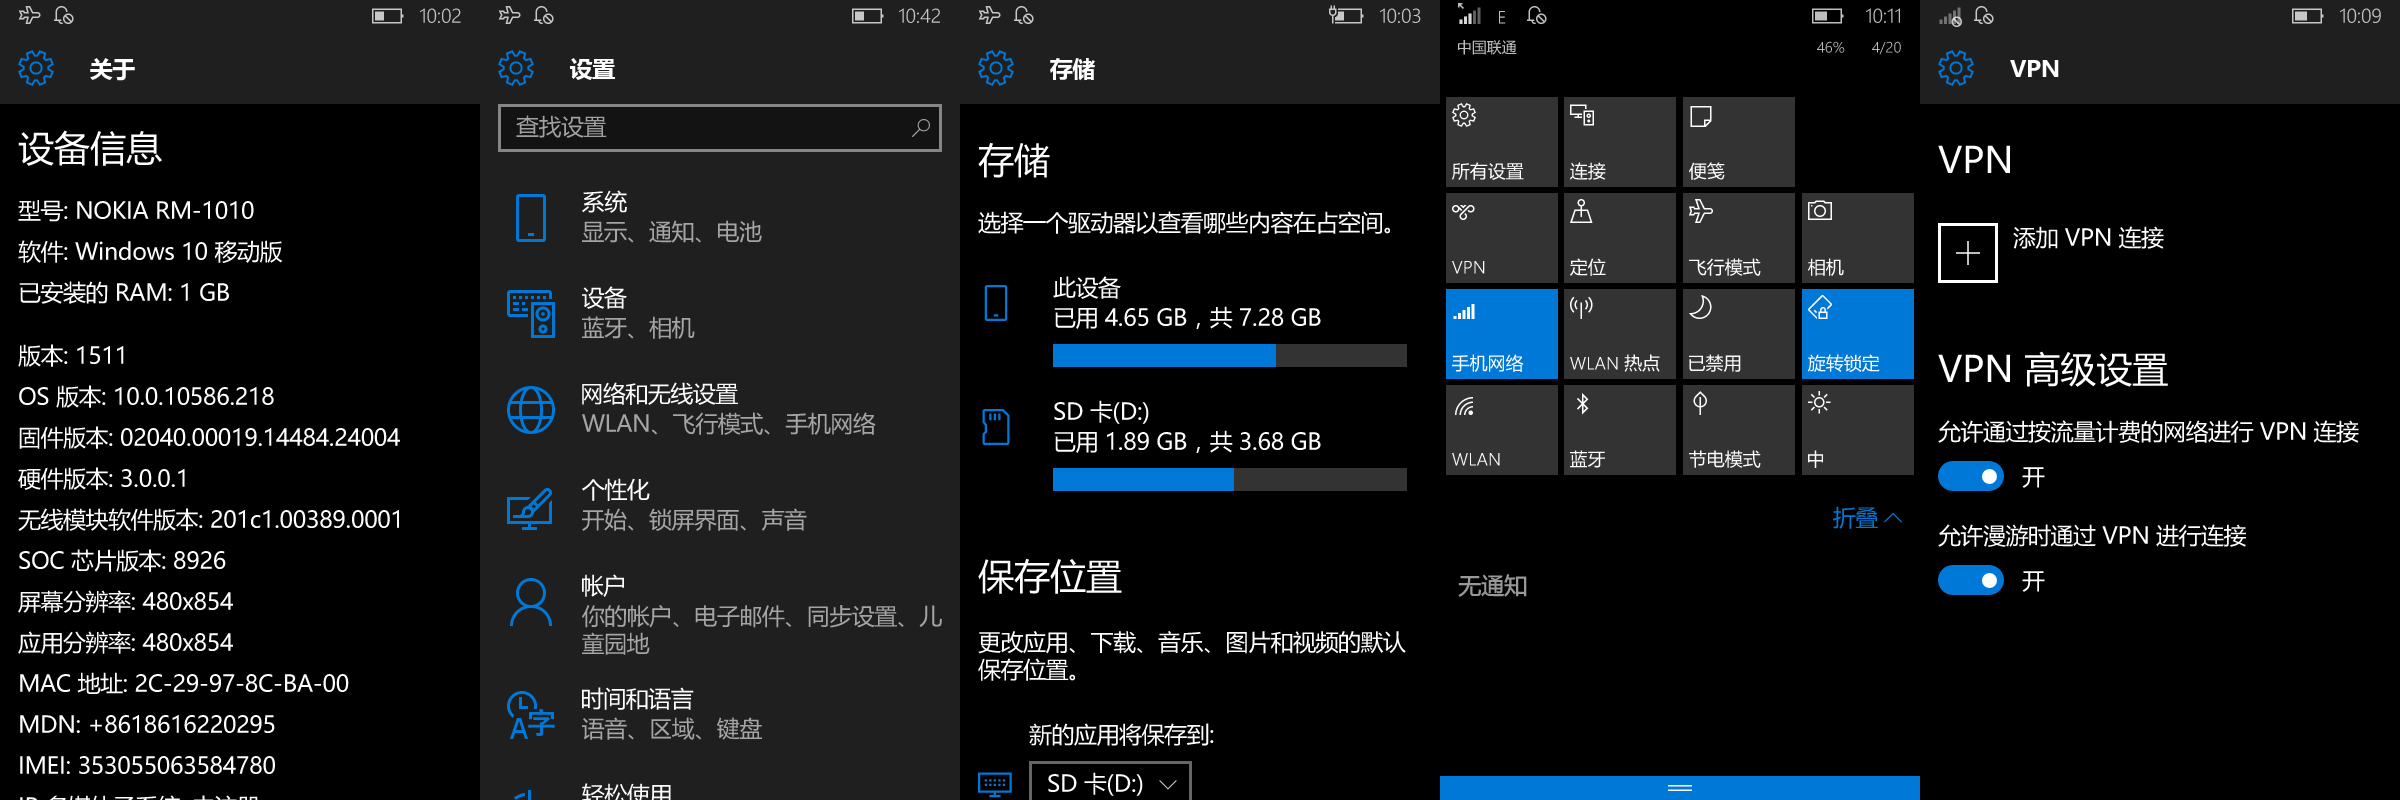 10:02
关于
设备信息
型号: NOKIA RM-1010
软件: Windows 10 移动版
已安装的 RAM: 1 GB
版本: 1511
OS 版本: 10.0.10586.218
固件版本: 02040.00019.14484.24004
硬件版本: 3.0.0.1
无线模块软件版本: 201c1.00389.0001
SOC 芯片版本: 8926
屏幕分辨率: 480x854
应用分辨率: 480x854
MAC 地址: 2C-29-97-8C-BA-00
MDN: +8618616220295
IMEI: 353055063584780
10:42
设置
查找设置
系统
显示、通知、电池
设备
蓝牙、相机
网络和无线设置
WLAN、飞行模式、手机网络
个性化
开始、锁屏界面、声音
帐户
你的帐户、电子邮件、同步设置、儿
童园地
时间和语言
语音、区域、键盘
轻松使用
10:03
存储
存储
选择一个驱动器以查看哪些内容在占空间。
此设备
已用 4.65 GB，共 7.28 GB
SD 卡(D:)
已用 1.89 GB，共 3.68 GB
保存位置
更改应用、下载、音乐、图片和视频的默认
保存位置。
新的应用将保存到:
SD 卡(D:)
E
10:11
中国联通
46%
4/20
所有设置
连接
便笺
VPN
定位
飞行模式
相机
手机网络
WLAN 热点
已禁用
旋转锁定
WLAN
蓝牙
节电模式
中
折叠
无通知
10:09
VPN
VPN
添加 VPN 连接
VPN 高级设置
允许通过按流量计费的网络进行 VPN 连接
开
允许漫游时通过 VPN 进行连接
开